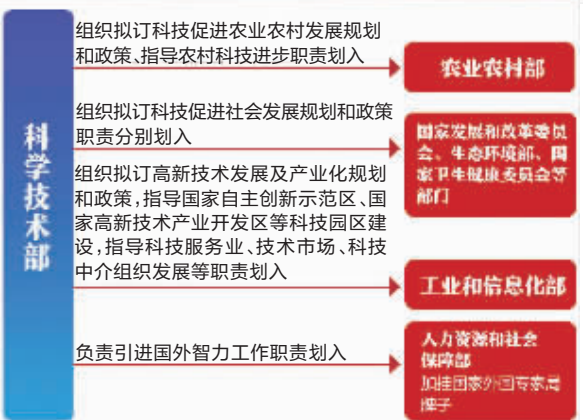 科学技术部
组织拟订科技促进农业农村发展规划
和政策、指导农村科技进步职责划入
农业农村部
组织拟订科技促进社会发展规划和政策
职责分别划入
国家发展和改革委员
会、生态环境部、国
家卫生健康委员会等
部门
组织拟订高新技术发展及产业化规划
和政策，指导国家自主创新示范区、国
家高新技术产业开发区等科技园区建
设，指导科技服务业、技术市场、科技
中介组织发展等职责划入
工业和信息化部
负责引进国外智力工作职责划入
人力资源和社会
保障部
加挂国家外国专家局
牌子